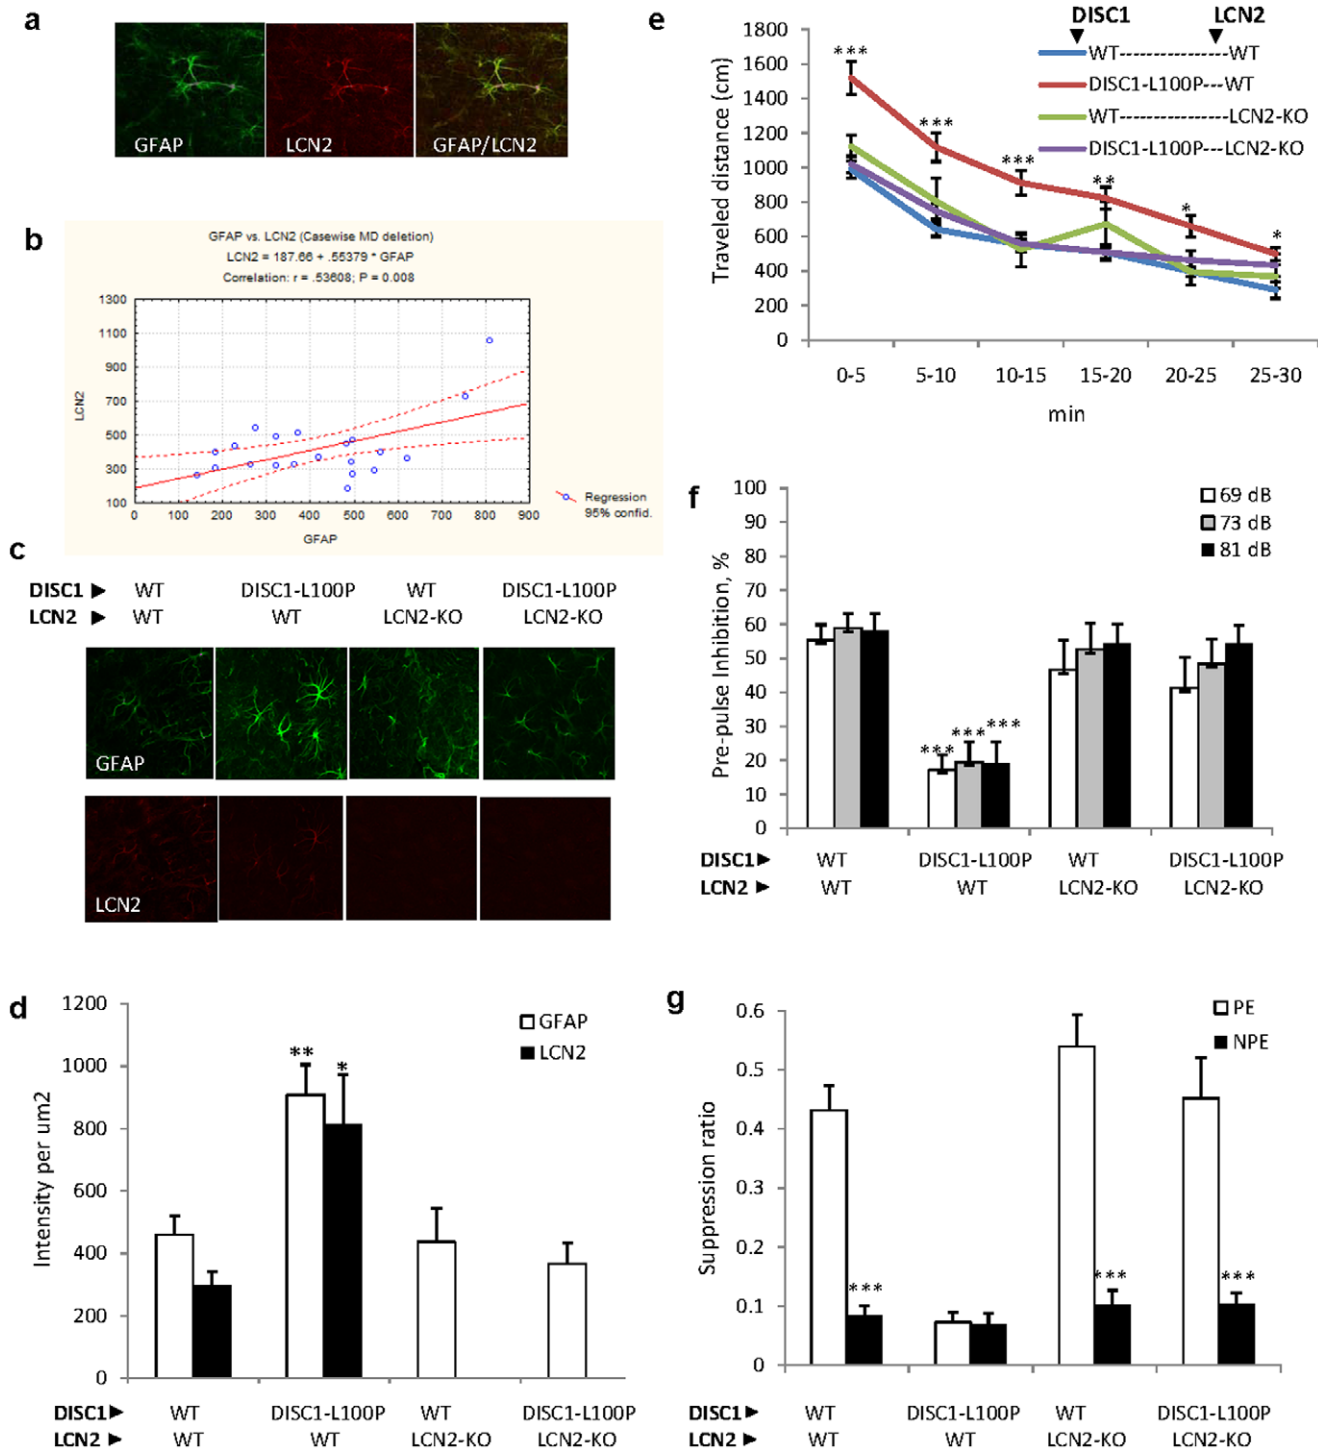 a
GFAP
LCN2
GFAP/LCN2
b
GFAP vs. LCN2 (Casewise MD deletion)
LCN2 = 187.66 + .55379 * GFAP
Correlation: r = .53608; P = 0.008
1300
1100
900
700
500
300
100
LCN2
0 100 200 300 400 500 600 700 800 900
GFAP
Regression
95% confid.
c
DISC1 ► WT DISC1-L100P WT DISC1-L100P
LCN2 ► WT WT LCN2-KO LCN2-KO
GFAP
LCN2
d
1200
1000
800
600
400
200
0
Intensity per um2
GFAP
LCN2
** *
DISC1► WT DISC1-L100P WT DISC1-L100P
LCN2 ► WT WT LCN2-KO LCN2-KO
e
DISC1 LCN2
▼ ▼
WT----------------WT
DISC1-L100P---WT
WT----------------LCN2-KO
DISC1-L100P---LCN2-KO
1800
1600
1400
1200
1000
800
600
400
200
0
Traveled distance (cm)
*** *** *** ** * *
0-5 5-10 10-15 15-20 20-25 25-30
min
f
100
90
80
70
60
50
40
30
20
10
0
Pre-pulse Inhibition, %
69 dB
73 dB
81 dB
*** *** ***
DISC1► WT DISC1-L100P WT DISC1-L100P
LCN2 ► WT WT LCN2-KO LCN2-KO
g
0.6
0.5
0.4
0.3
0.2
0.1
0
Suppression ratio
PE
NPE
*** *** ***
DISC1► WT DISC1-L100P WT DISC1-L100P
LCN2 ► WT WT LCN2-KO LCN2-KO